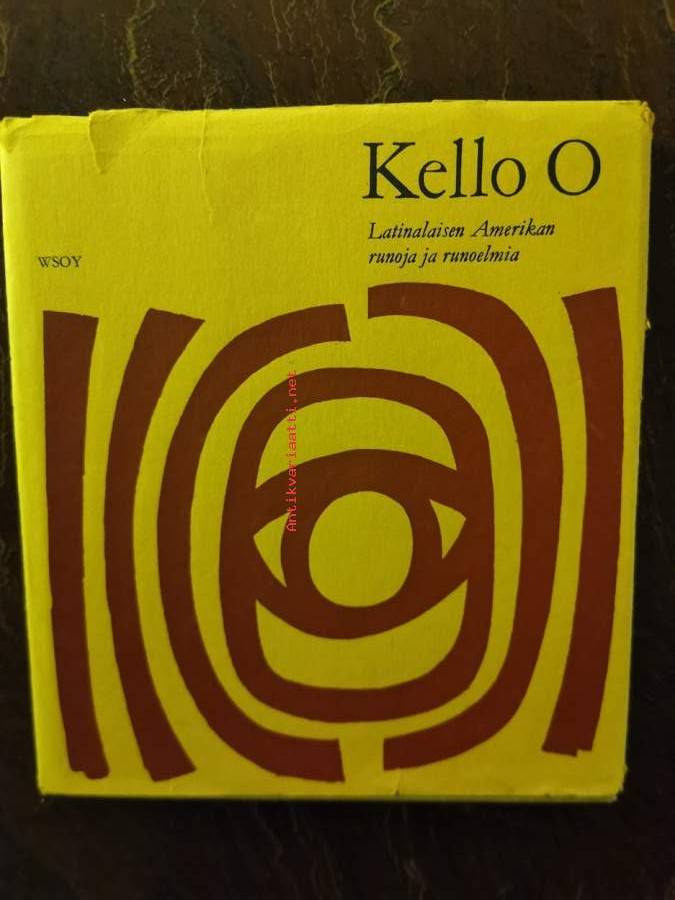 Kello O
Latinalaisen Amerikan
runoja ja runoelmia
WSOY
Antikvariaatti.net